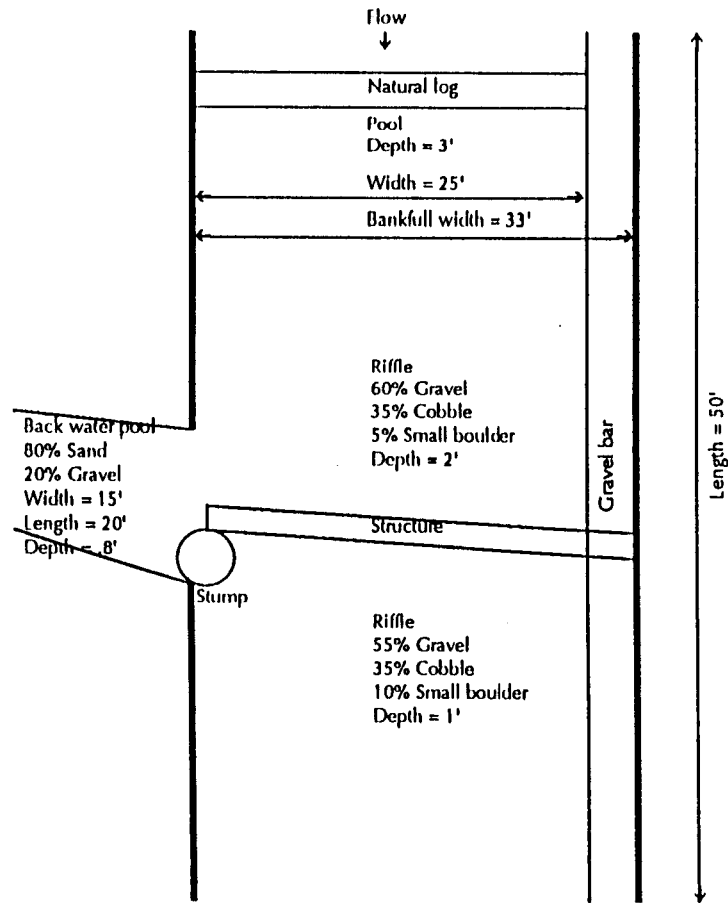 Flow
Natural log
Pool
Depth = 3'
Width = 25'
Bankfull width = 33'
Riffle
60% Gravel
35% Cobble
5% Small boulder
Depth = 2'
Back water pool
80% Sand
20% Gravel
Width = 15'
Length = 20'
Depth = .8'
Gravel bar
Length = 50'
Structure
Stump
Riffle
55% Gravel
35% Cobble
10% Small boulder
Depth = 1'